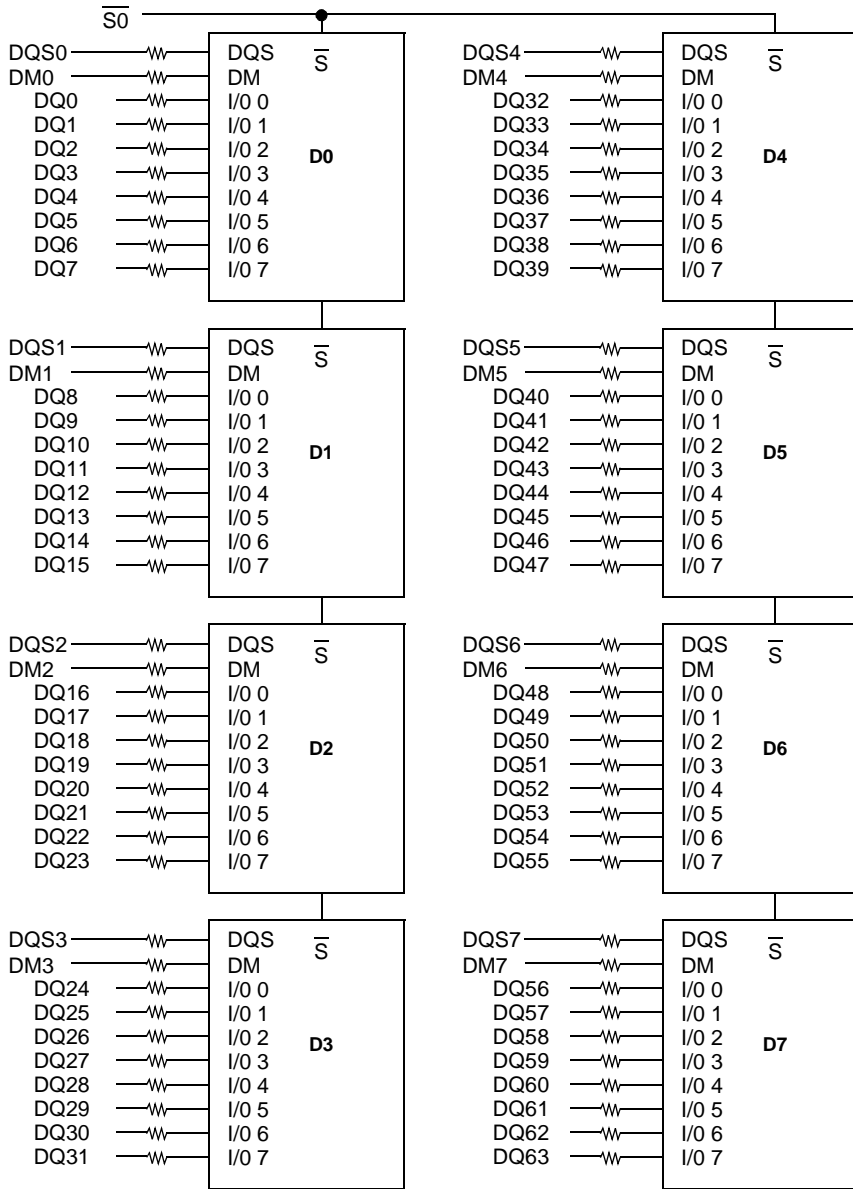 S̅0̅
DQS0 DQS S̅
DM0 DM
DQ0 I/0 0
DQ1 I/0 1
DQ2 I/0 2
D0
DQ3 I/0 3
DQ4 I/0 4
DQ5 I/0 5
DQ6 I/0 6
DQ7 I/0 7
DQS1 DQS S̅
DM1 DM
DQ8 I/0 0
DQ9 I/0 1
DQ10 I/0 2
D1
DQ11 I/0 3
DQ12 I/0 4
DQ13 I/0 5
DQ14 I/0 6
DQ15 I/0 7
DQS2 DQS S̅
DM2 DM
DQ16 I/0 0
DQ17 I/0 1
DQ18 I/0 2
D2
DQ19 I/0 3
DQ20 I/0 4
DQ21 I/0 5
DQ22 I/0 6
DQ23 I/0 7
DQS3 DQS S̅
DM3 DM
DQ24 I/0 0
DQ25 I/0 1
DQ26 I/0 2
D3
DQ27 I/0 3
DQ28 I/0 4
DQ29 I/0 5
DQ30 I/0 6
DQ31 I/0 7
DQS4 DQS S̅
DM4 DM
DQ32 I/0 0
DQ33 I/0 1
DQ34 I/0 2
D4
DQ35 I/0 3
DQ36 I/0 4
DQ37 I/0 5
DQ38 I/0 6
DQ39 I/0 7
DQS5 DQS S̅
DM5 DM
DQ40 I/0 0
DQ41 I/0 1
DQ42 I/0 2
D5
DQ43 I/0 3
DQ44 I/0 4
DQ45 I/0 5
DQ46 I/0 6
DQ47 I/0 7
DQS6 DQS S̅
DM6 DM
DQ48 I/0 0
DQ49 I/0 1
DQ50 I/0 2
D6
DQ51 I/0 3
DQ52 I/0 4
DQ53 I/0 5
DQ54 I/0 6
DQ55 I/0 7
DQS7 DQS S̅
DM7 DM
DQ56 I/0 0
DQ57 I/0 1
DQ58 I/0 2
D7
DQ59 I/0 3
DQ60 I/0 4
DQ61 I/0 5
DQ62 I/0 6
DQ63 I/0 7